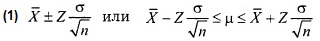 (1) X̄ ± Z σ/√n или X̄ − Z σ/√n ≤ μ ≤ X̄ + Z σ/√n